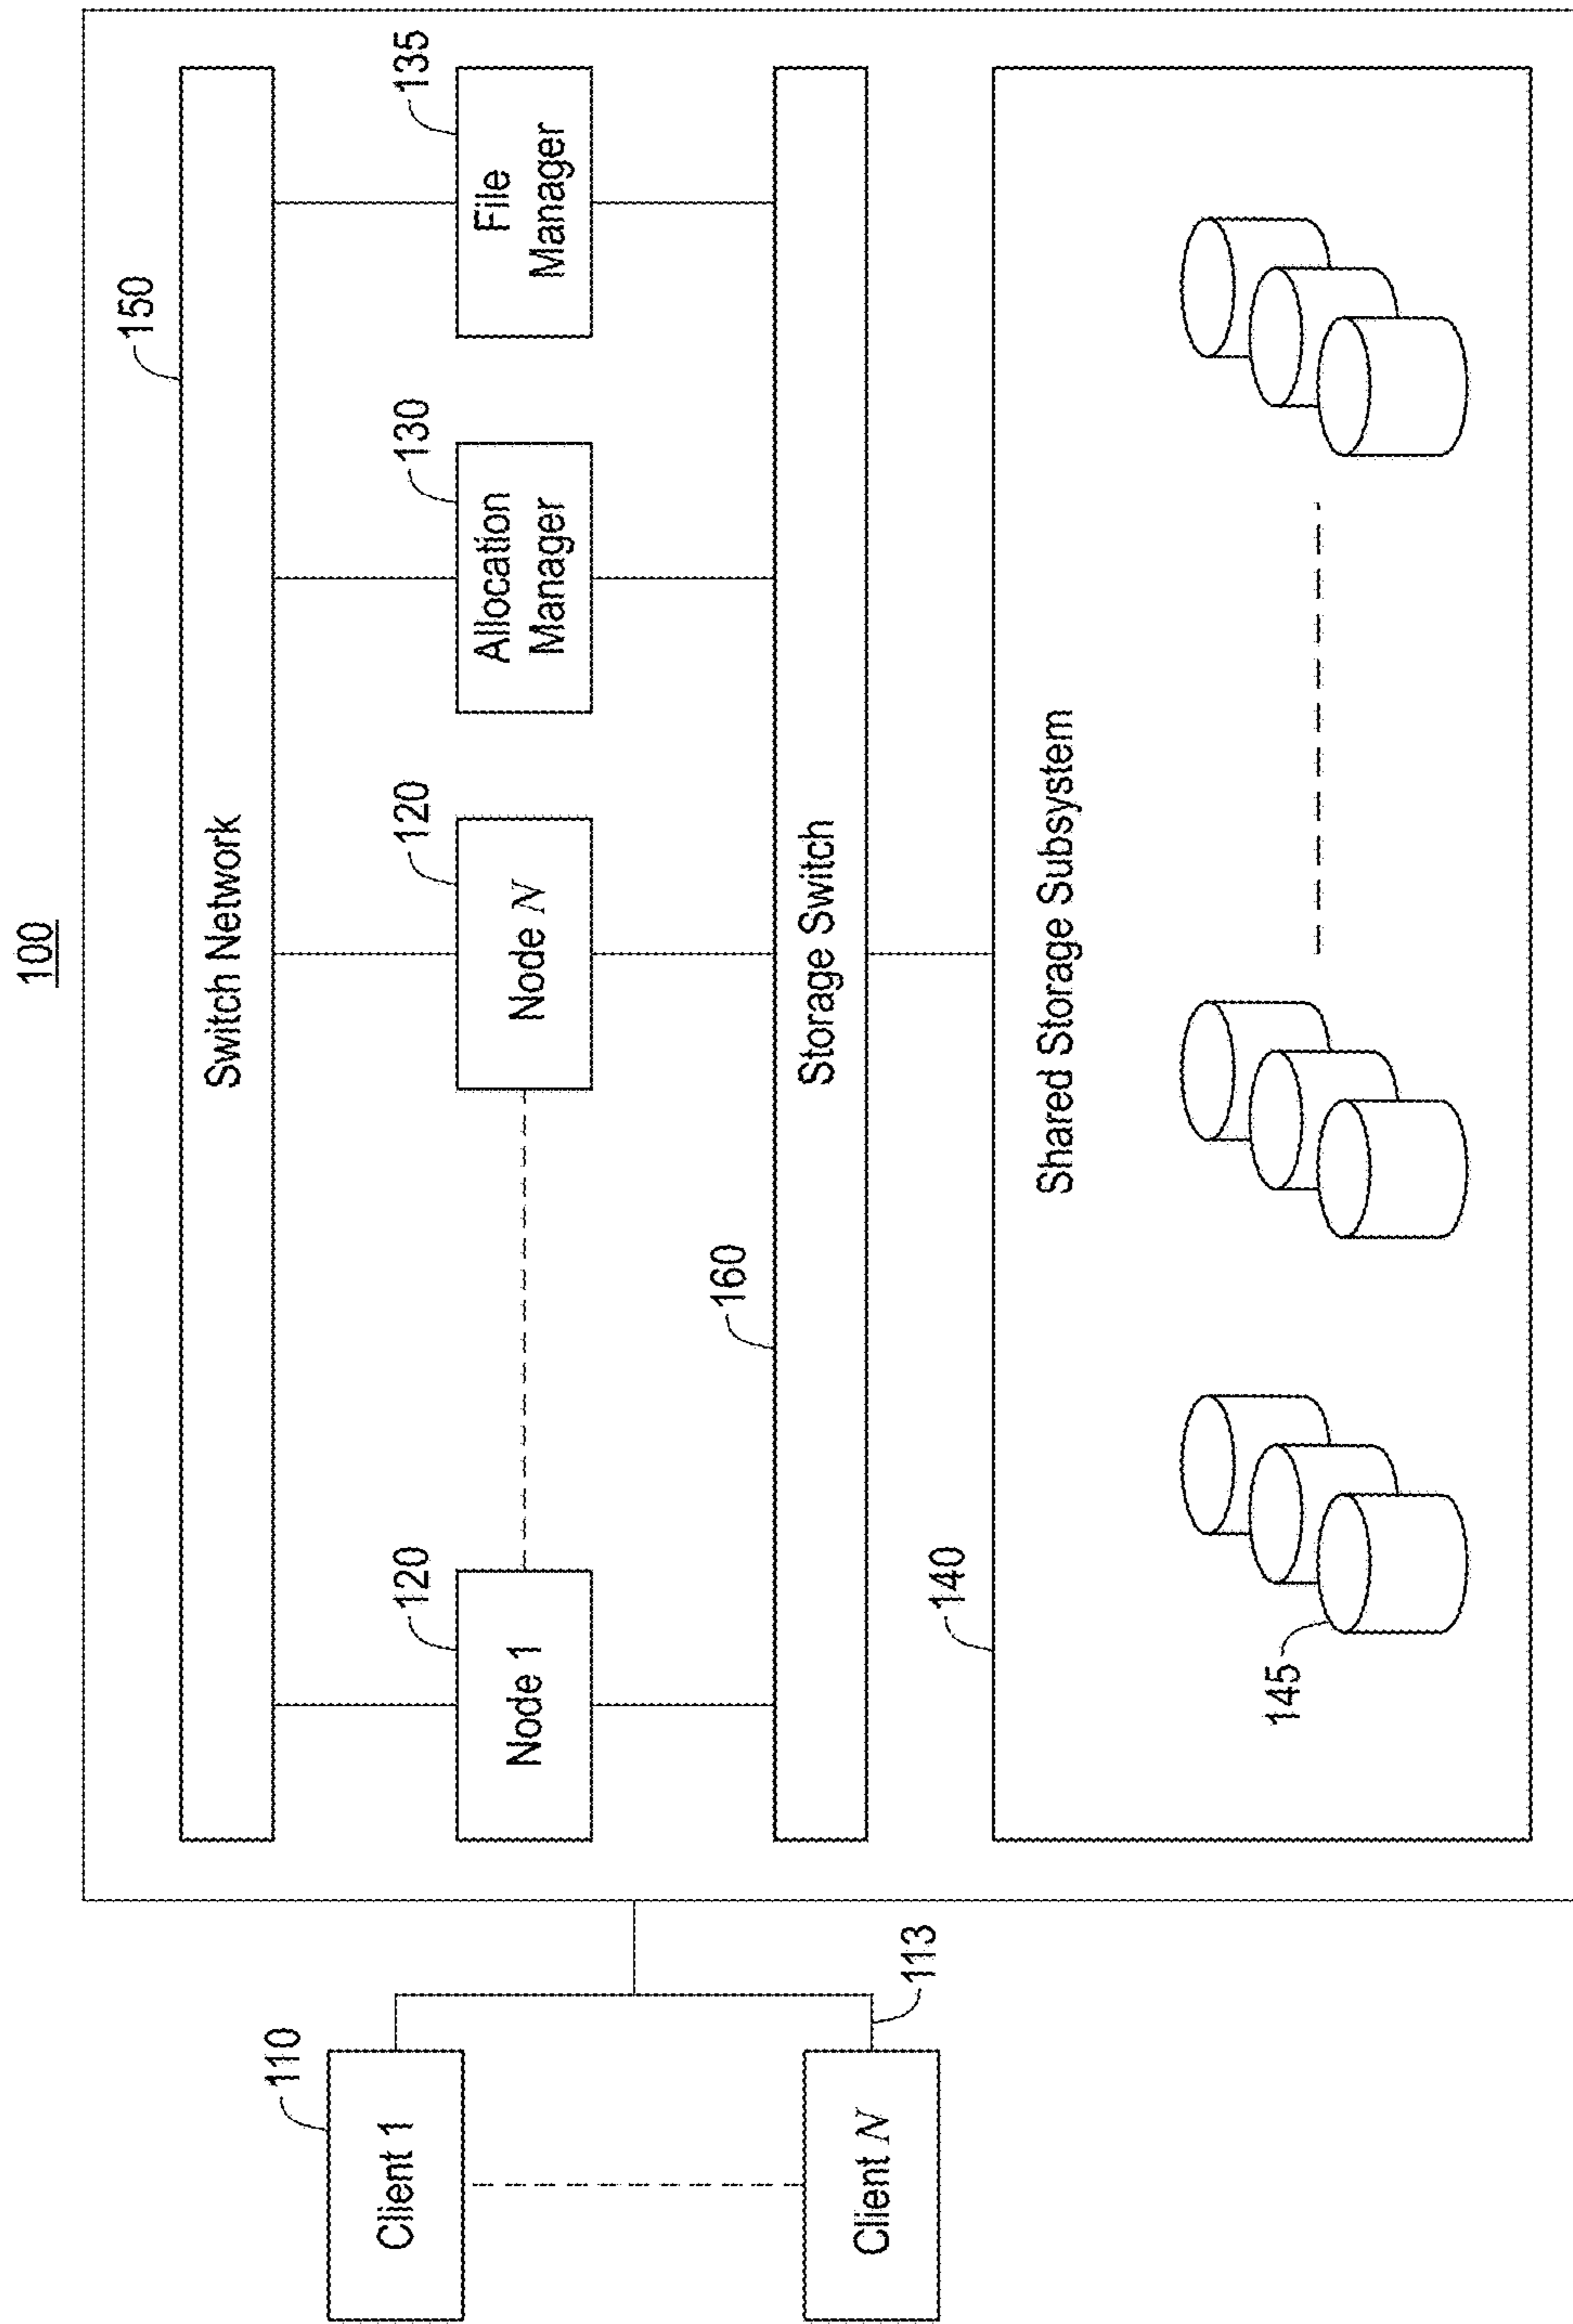 100
150
Switch Network
110
Client 1
120
Node 1
120
Node N
130
Allocation
Manager
135
File
Manager
113
Client N
160
Storage Switch
140
Shared Storage Subsystem
145